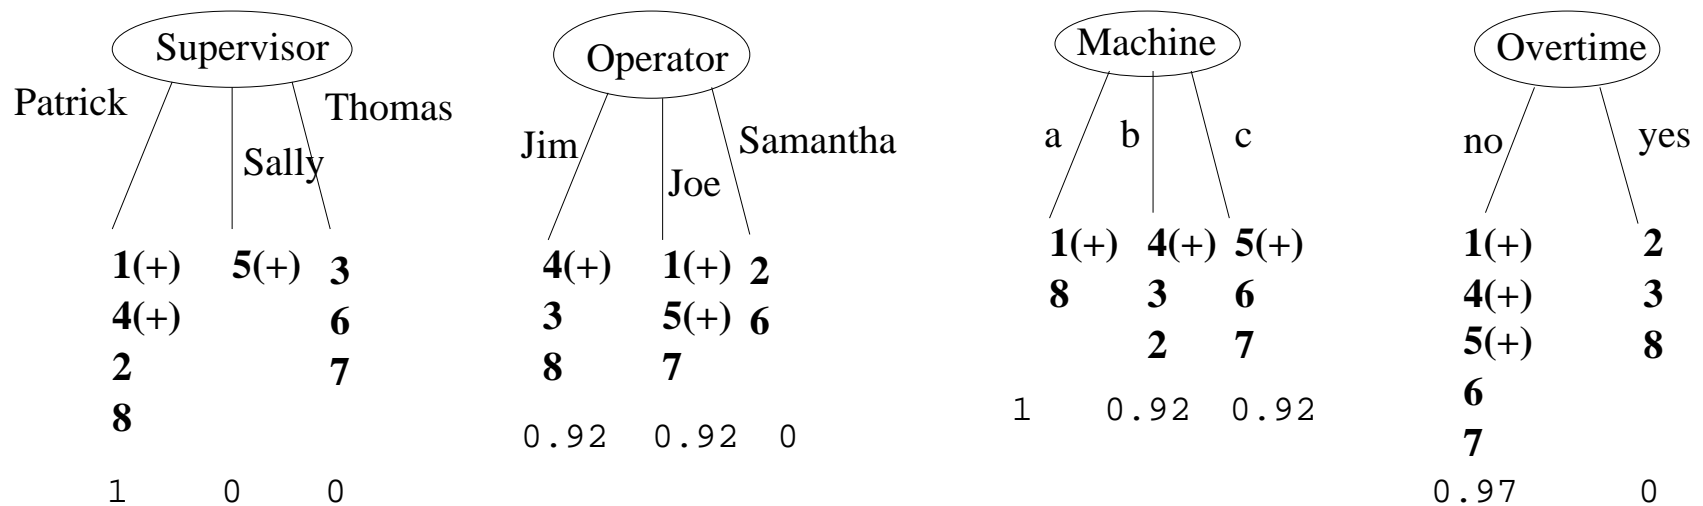 Supervisor
Patrick
Sally
Thomas
1(+) 5(+) 3
4(+) 6
2 7
8
1 0 0
Operator
Jim
Joe
Samantha
4(+) 1(+) 2
3 5(+) 6
8 7
0.92 0.92 0
Machine
a b c
1(+) 4(+) 5(+)
8 3 6
2 7
1 0.92 0.92
Overtime
no yes
1(+) 2
4(+) 3
5(+) 8
6
7
0.97 0